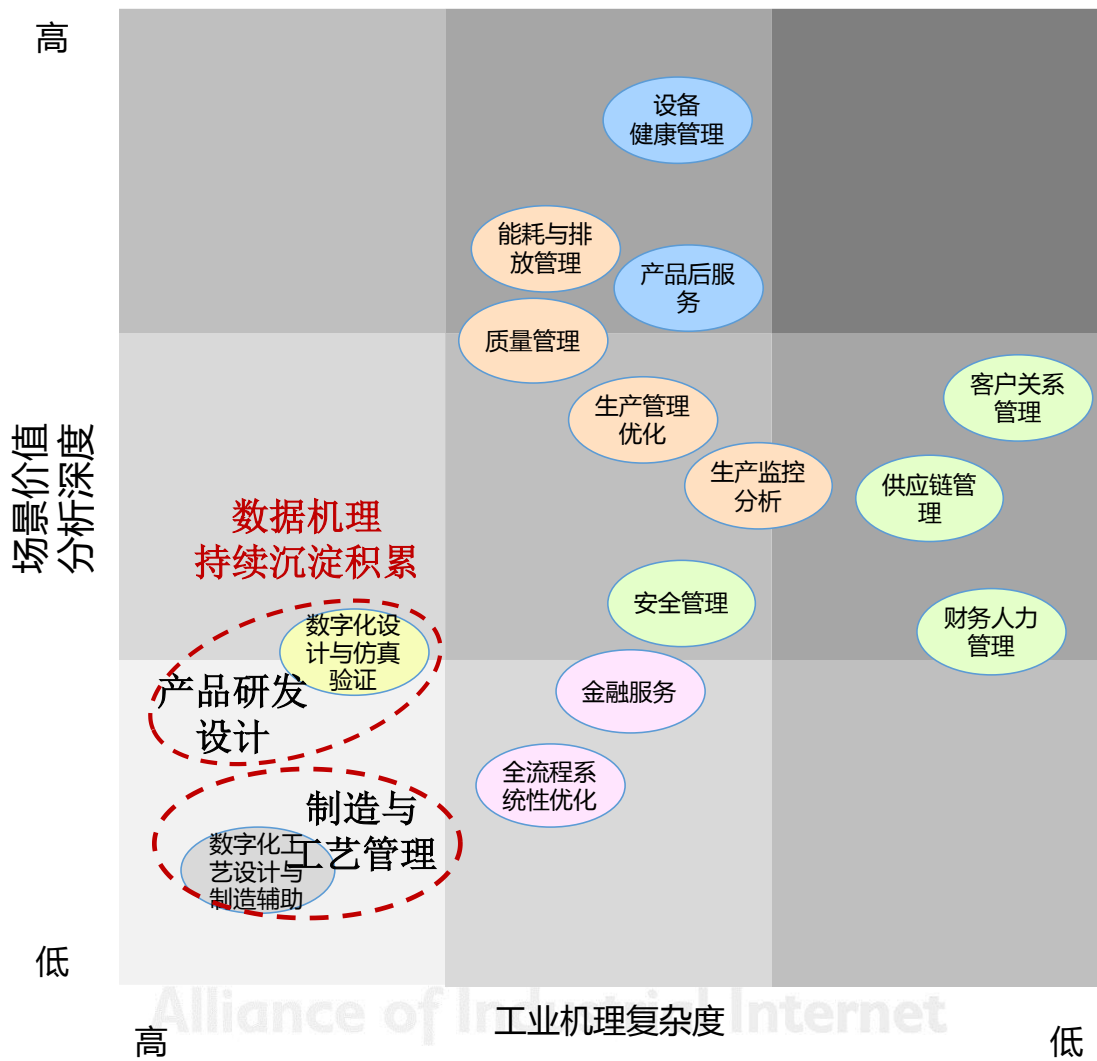 高
设备
健康管理
能耗与排
放管理
产品后服
务
质量管理
客户关系
管理
生产管理
优化
场景价值
分析深度
生产监控
分析
供应链管
理
数据机理
持续沉淀积累
安全管理
财务人力
管理
数字化设
计与仿真
验证
产品研发
设计
金融服务
全流程系
统性优化
制造与
工艺管理
数字化工
艺设计与
制造辅助
低
Alliance of Industrial Internet
工业机理复杂度
高
低